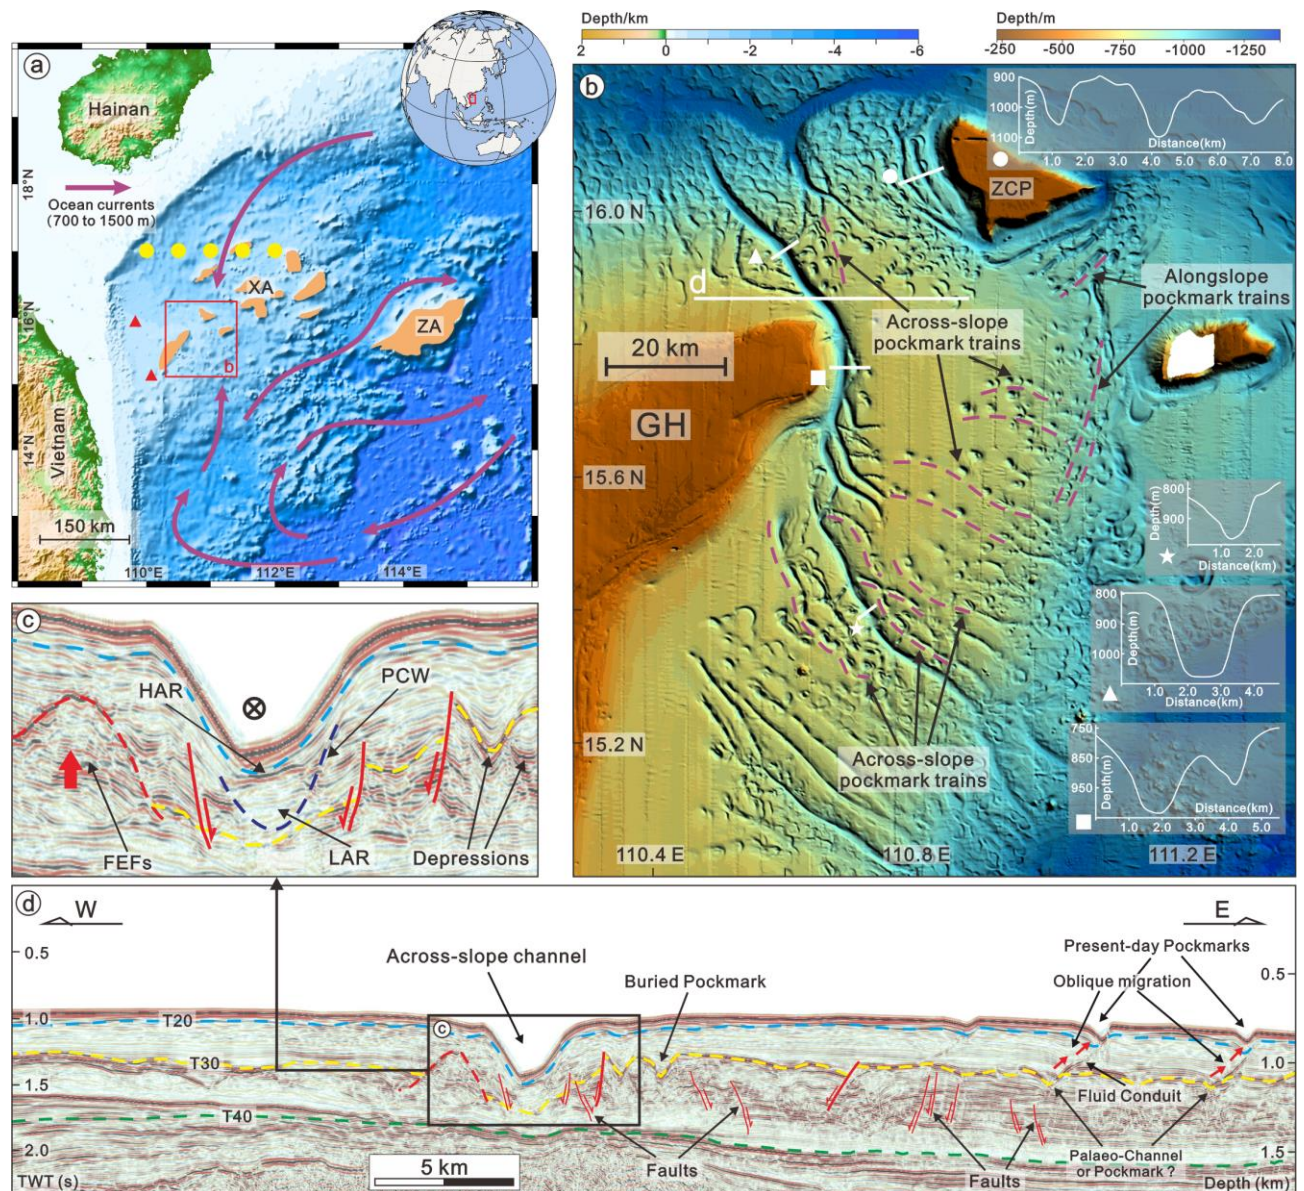 a
Hainan
Ocean currents
(700 to 1500 m)
XA
ZA
b
Vietnam
18°N
16°N
14°N
150 km
110°E
112°E
114°E
Depth/km
2
0
-2
-4
-6
Depth/m
-250
-500
-750
-1000
-1250
b
900
1000
1100
Depth(m)
Distance(km)
1.0
2.0
3.0
4.0
5.0
6.0
7.0
8.0
ZCP
16.0 N
d
Alongslope
pockmark trains
Across-slope
pockmark trains
20 km
GH
15.6 N
800
900
Depth(m)
1.0
2.0
Distance(km)
800
900
1000
Depth(m)
1.0
2.0
3.0
4.0
Distance(km)
15.2 N
Across-slope
pockmark trains
750
850
950
Depth(m)
Distance(km)
1.0
2.0
3.0
4.0
5.0
110.4 E
110.8 E
111.2 E
c
HAR
PCW
FEFs
LAR
Depressions
d
W
E
0.5
1.0
1.5
2.0
TWT (s)
Across-slope channel
Buried Pockmark
Present-day Pockmarks
Oblique migration
0.5
1.0
1.5
T20
T30
T40
c
Fluid Conduit
Faults
Faults
Palaeo-Channel
or Pockmark ?
5 km
Depth (km)